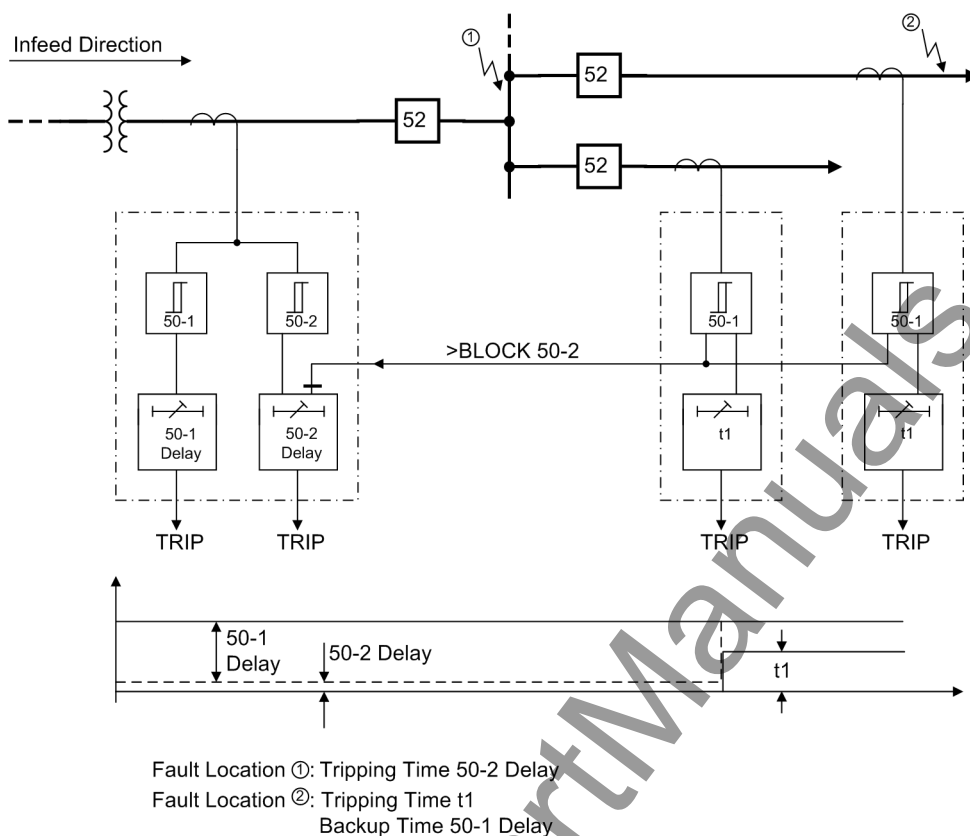 Infeed Direction
①
②
52
52
52
50-1
50-2
50-1
50-1
>BLOCK 50-2
50-1
Delay
50-2
Delay
t1
t1
TRIP
TRIP
TRIP
TRIP
50-1
Delay
50-2 Delay
t1
Fault Location ①: Tripping Time 50-2 Delay
Fault Location ②: Tripping Time t1
Backup Time 50-1 Delay
rtManuals